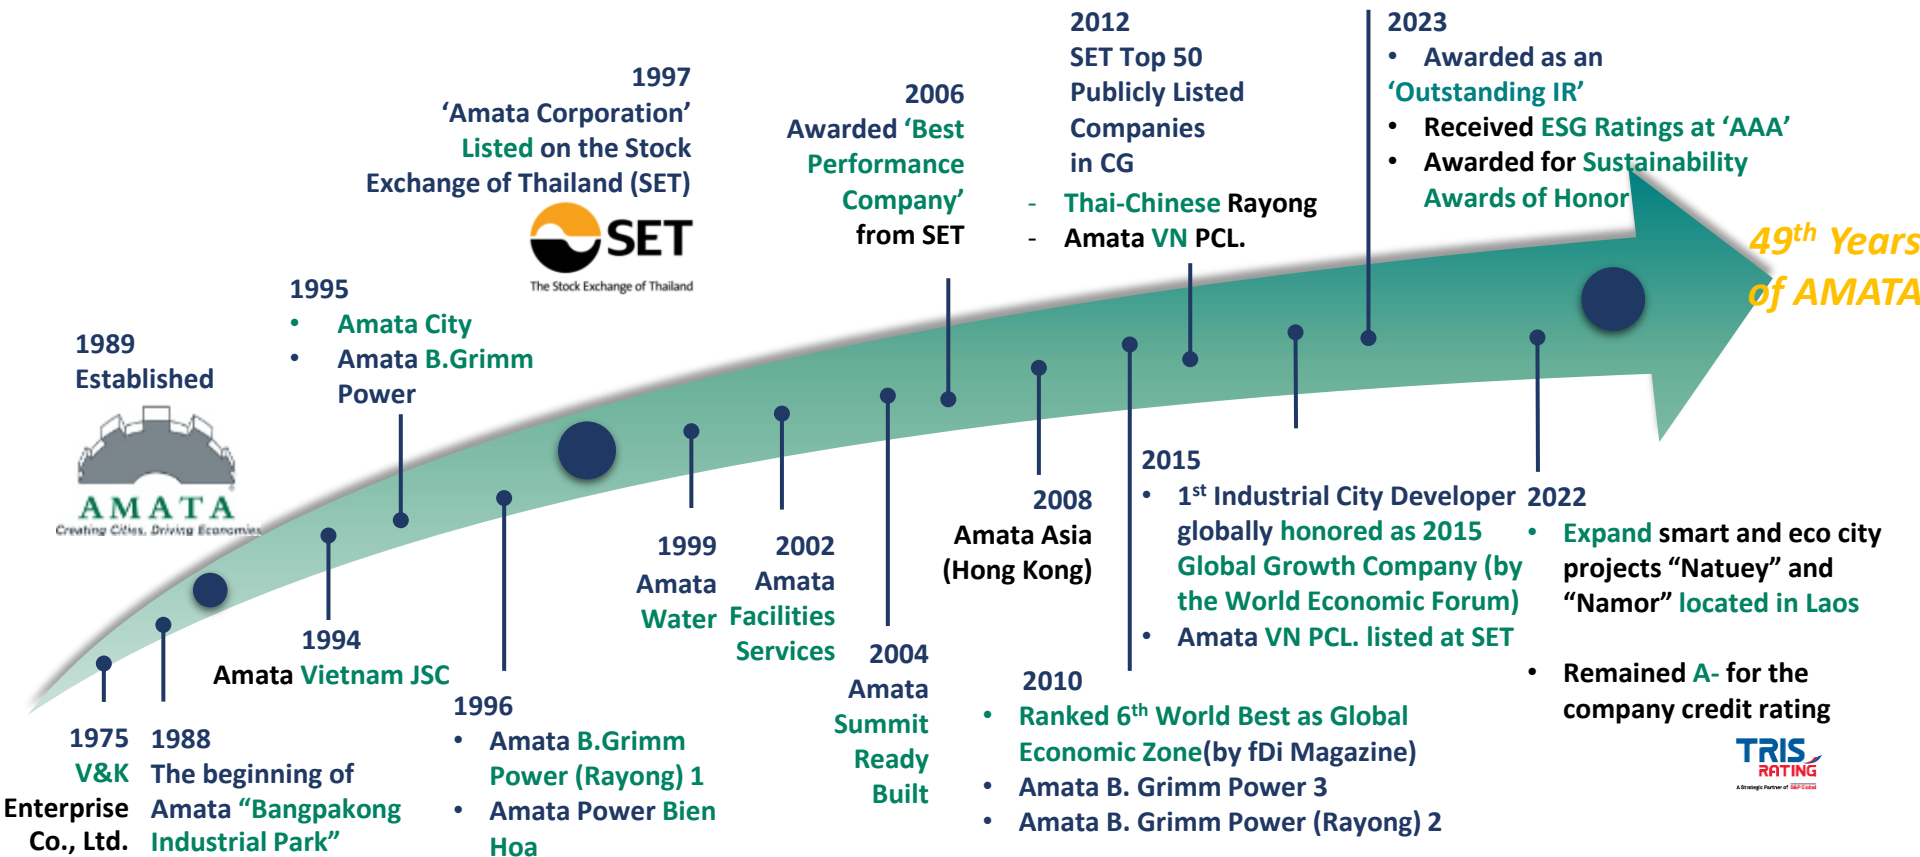 1975
V&K
Enterprise
Co., Ltd.
1988
The beginning of
Amata “Bangpakong
Industrial Park”
1989
Established
AMATA
Creating Cities, Driving Economies
1994
Amata Vietnam JSC
1995
• Amata City
• Amata B.Grimm
Power
1996
• Amata B.Grimm
Power (Rayong) 1
• Amata Power Bien
Hoa
1997
‘Amata Corporation’
Listed on the Stock
Exchange of Thailand (SET)
SET
The Stock Exchange of Thailand
1999
Amata
Water
2002
Amata
Facilities
Services
2004
Amata
Summit
Ready
Built
2006
Awarded ‘Best
Performance
Company’
from SET
2008
Amata Asia
(Hong Kong)
2010
• Ranked 6th World Best as Global
Economic Zone(by fDi Magazine)
• Amata B. Grimm Power 3
• Amata B. Grimm Power (Rayong) 2
2012
SET Top 50
Publicly Listed
Companies
in CG
- Thai-Chinese Rayong
- Amata VN PCL.
2015
• 1st Industrial City Developer
globally honored as 2015
Global Growth Company (by
the World Economic Forum)
• Amata VN PCL. listed at SET
2022
• Expand smart and eco city
projects “Natuey” and
“Namor” located in Laos
• Remained A- for the
company credit rating
TRIS
RATING
A Strategic Partner of S&P Global
2023
• Awarded as an
‘Outstanding IR’
• Received ESG Ratings at ‘AAA’
• Awarded for Sustainability
Awards of Honor
49th Years
of AMATA